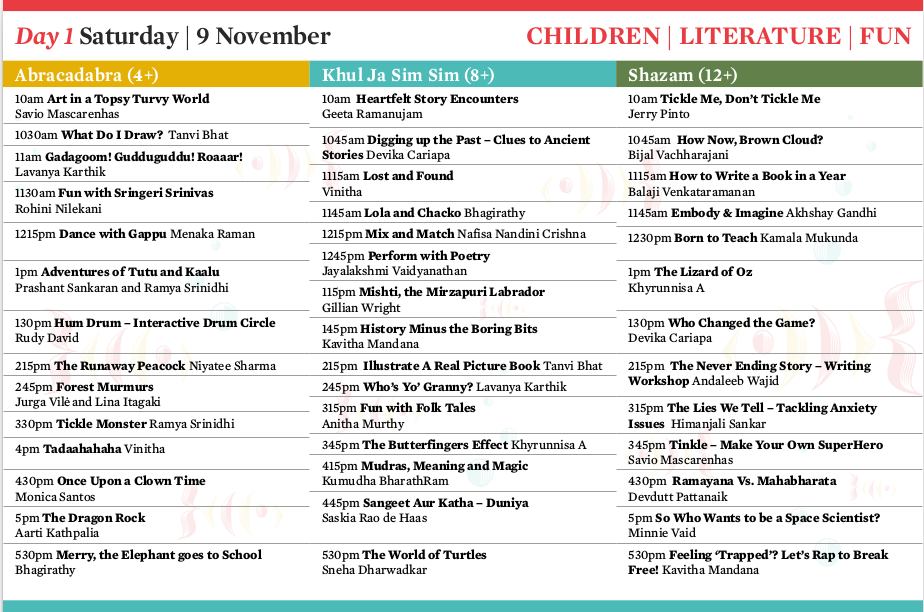 Day 1 Saturday | 9 November
CHILDREN | LITERATURE | FUN
Abracadabra (4+)
10am Art in a Topsy Turvy World
Savio Mascarenhas
1030am What Do I Draw? Tanvi Bhat
11am Gadagoom! Gudduguddu! Roaaar!
Lavanya Karthik
1130am Fun with Sringeri Srinivas
Rohini Nilekani
1215pm Dance with Gappu Menaka Raman
1pm Adventures of Tutu and Kaalu
Prashant Sankaran and Ramya Srinidhi
130pm Hum Drum – Interactive Drum Circle
Rudy David
215pm The Runaway Peacock Niyatee Sharma
245pm Forest Murmurs
Jurga Vilé and Lina Itagaki
330pm Tickle Monster Ramya Srinidhi
4pm Tadaahahaha Vinitha
430pm Once Upon a Clown Time
Monica Santos
5pm The Dragon Rock
Aarti Kathpalia
530pm Merry, the Elephant goes to School
Bhagirathy
Khul Ja Sim Sim (8+)
10am Heartfelt Story Encounters
Geeta Ramanujam
1045am Digging up the Past – Clues to Ancient
Stories Devika Cariapa
1115am Lost and Found
Vinitha
1145am Lola and Chacko Bhagirathy
1215pm Mix and Match Nafisa Nandini Crishna
1245pm Perform with Poetry
Jayalakshmi Vaidyanathan
115pm Mishti, the Mirzapuri Labrador
Gillian Wright
145pm History Minus the Boring Bits
Kavitha Mandana
215pm Illustrate A Real Picture Book Tanvi Bhat
245pm Who's Yo' Granny? Lavanya Karthik
315pm Fun with Folk Tales
Anitha Murthy
345pm The Butterfingers Effect Khyrunnisa A
415pm Mudras, Meaning and Magic
Kumudha BharathRam
445pm Sangeet Aur Katha – Duniya
Saskia Rao de Haas
530pm The World of Turtles
Sneha Dharwadkar
Shazam (12+)
10am Tickle Me, Don't Tickle Me
Jerry Pinto
1045am How Now, Brown Cloud?
Bijal Vachharajani
1115am How to Write a Book in a Year
Balaji Venkataramanan
1145am Embody & Imagine Akhshay Gandhi
1230pm Born to Teach Kamala Mukunda
1pm The Lizard of Oz
Khyrunnisa A
130pm Who Changed the Game?
Devika Cariapa
215pm The Never Ending Story – Writing
Workshop Andaleeb Wajid
315pm The Lies We Tell – Tackling Anxiety
Issues Himanjali Sankar
345pm Tinkle – Make Your Own SuperHero
Savio Mascarenhas
430pm Ramayana Vs. Mahabharata
Devdutt Pattanaik
5pm So Who Wants to be a Space Scientist?
Minnie Vaid
530pm Feeling 'Trapped'? Let's Rap to Break
Free! Kavitha Mandana